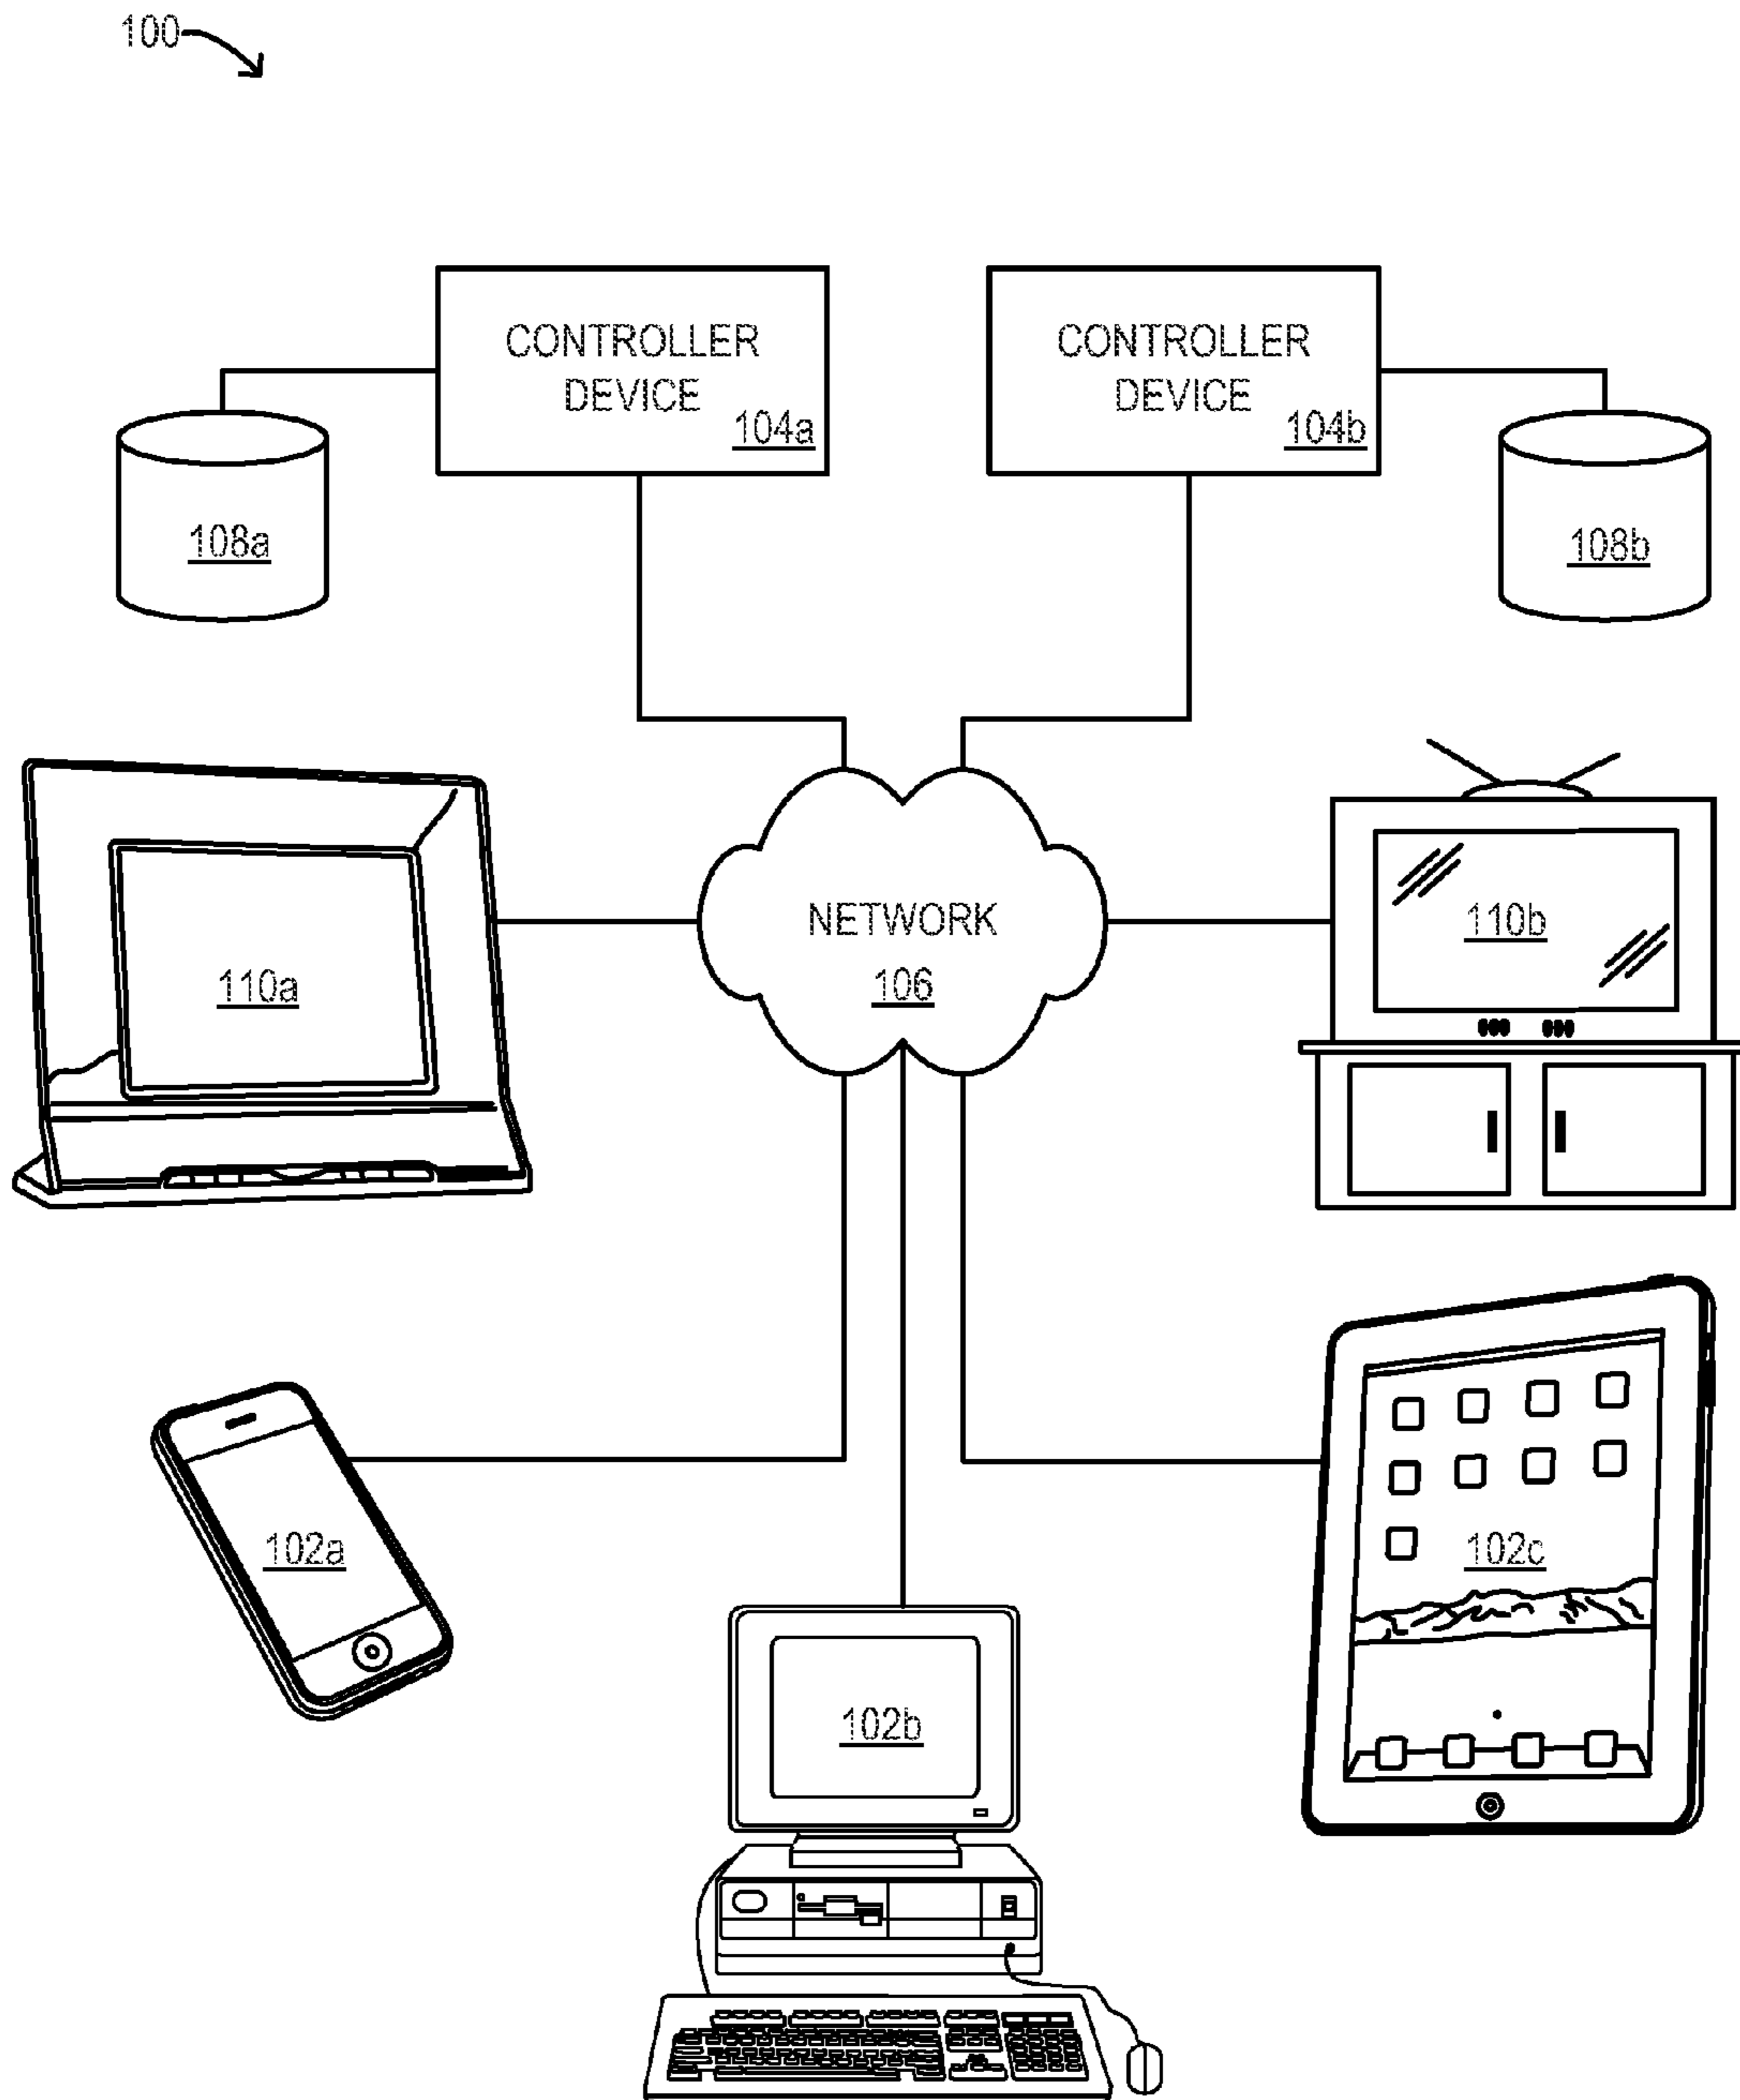 100
CONTROLLER
DEVICE
104a
CONTROLLER
DEVICE
104b
108a
108b
NETWORK
106
110a
110b
102a
102b
102c